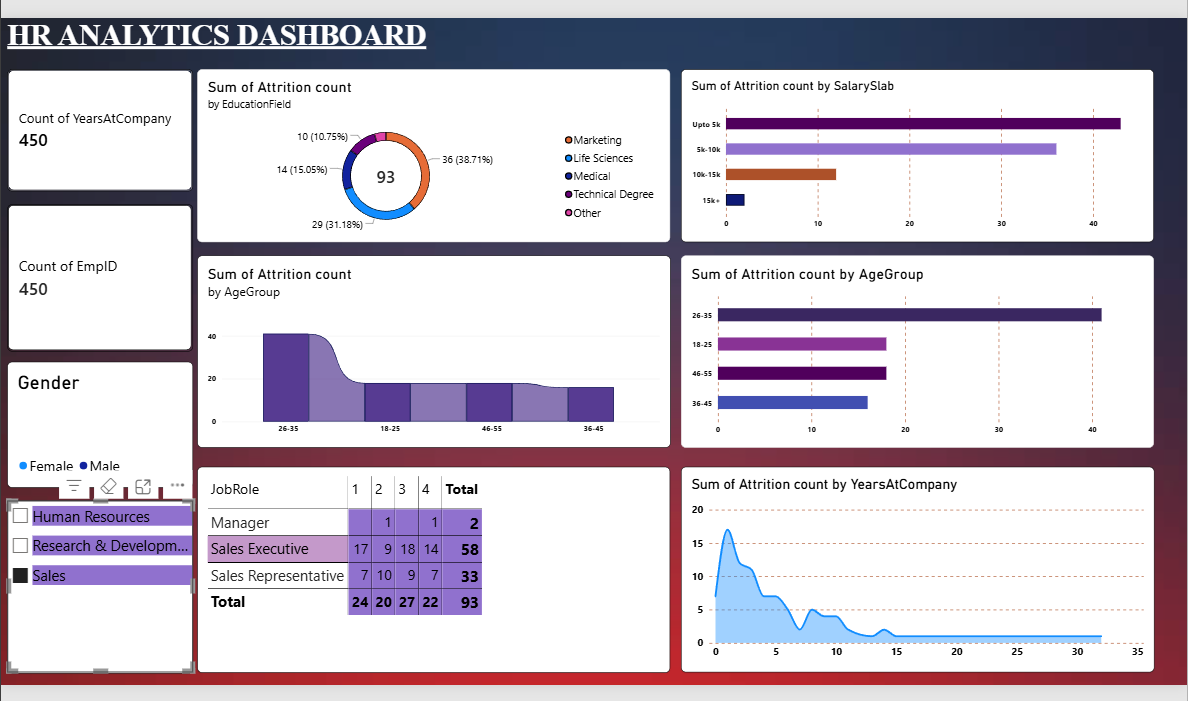 HR ANALYTICS DASHBOARD
Count of YearsAtCompany
450
Count of EmpID
450
Gender
Female Male
Human Resources
Research & Developm...
Sales
Sum of Attrition count
by EducationField
10 (10.75%)
14 (15.05%)
29 (31.18%)
36 (38.71%)
93
Marketing
Life Sciences
Medical
Technical Degree
Other
Sum of Attrition count by SalarySlab
Upto 5k
5k-10k
10k-15k
15k+
0 10 20 30 40
Sum of Attrition count
by AgeGroup
40
20
0
26-35 18-25 46-55 36-45
Sum of Attrition count by AgeGroup
26-35
18-25
46-55
36-45
0 10 20 30 40
JobRole 1 2 3 4 Total
Manager 1 1 2
Sales Executive 17 9 18 14 58
Sales Representative 7 10 9 7 33
Total 24 20 27 22 93
Sum of Attrition count by YearsAtCompany
20
15
10
5
0
0 5 10 15 20 25 30 35